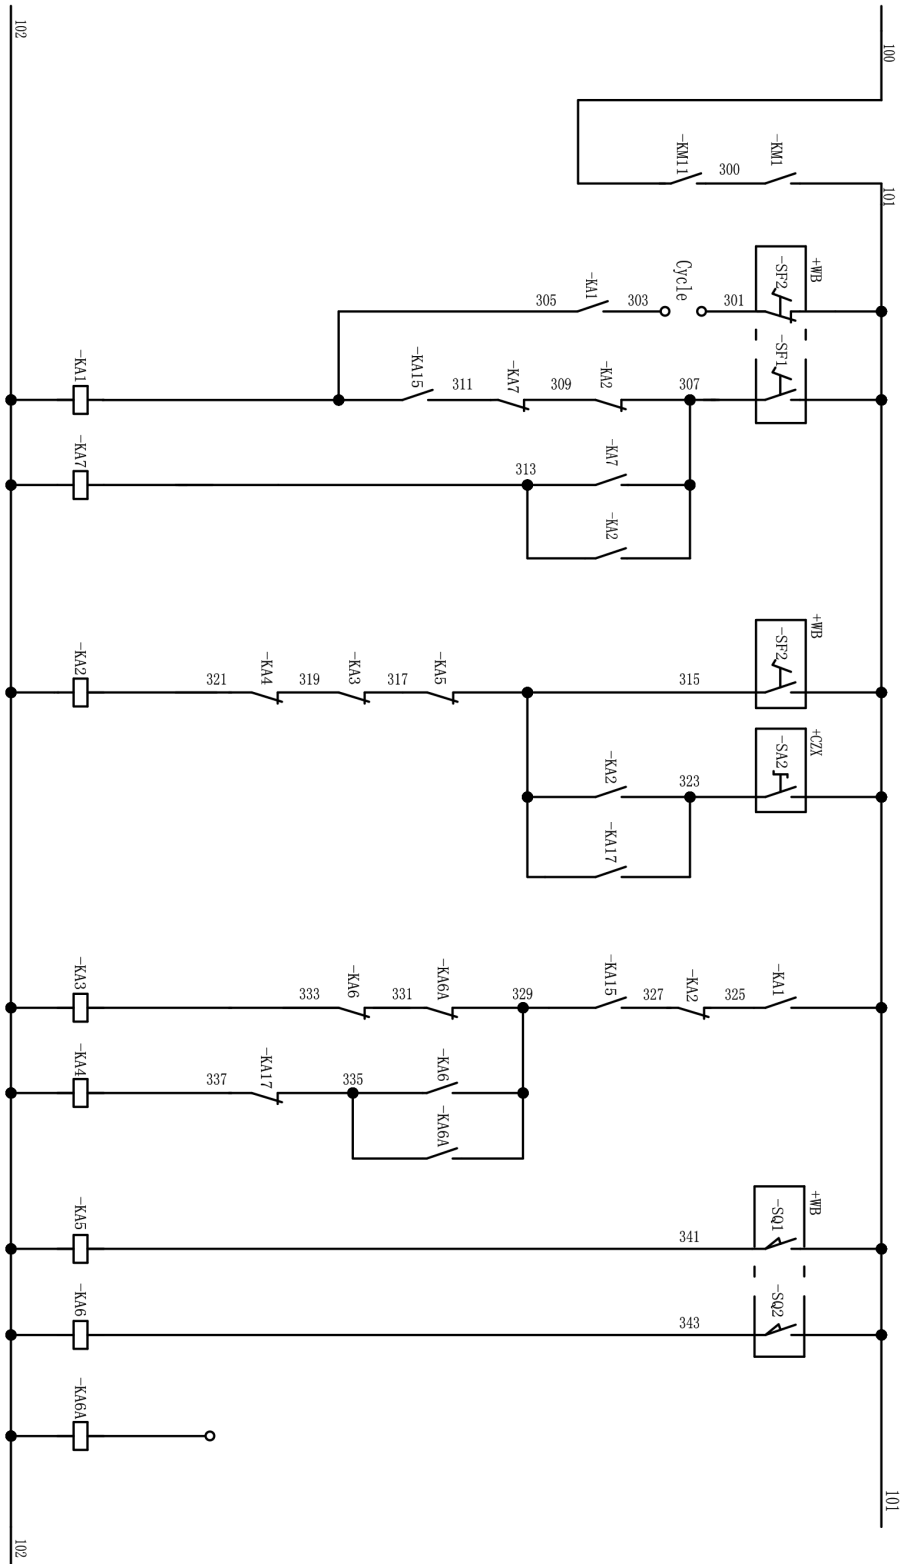 102
100
-KM11
300
-KM1
101
+WB
-SF2
Cycle
301
303
-KA1
305
-SF1
-KA1
-KA15
311
-KA7
309
-KA2
307
-KA7
313
-KA7
-KA2
+WB
-SF2
-KA2
321
-KA4
319
-KA3
317
-KA5
315
+CZX
-SA2
-KA2
323
-KA17
-KA3
333
-KA6
331
-KA6A
329
-KA15
327
-KA2
325
-KA1
-KA4
337
-KA17
335
-KA6
-KA6A
+WB
-SQ1
-KA5
341
-SQ2
-KA6
343
-KA6A
101
102